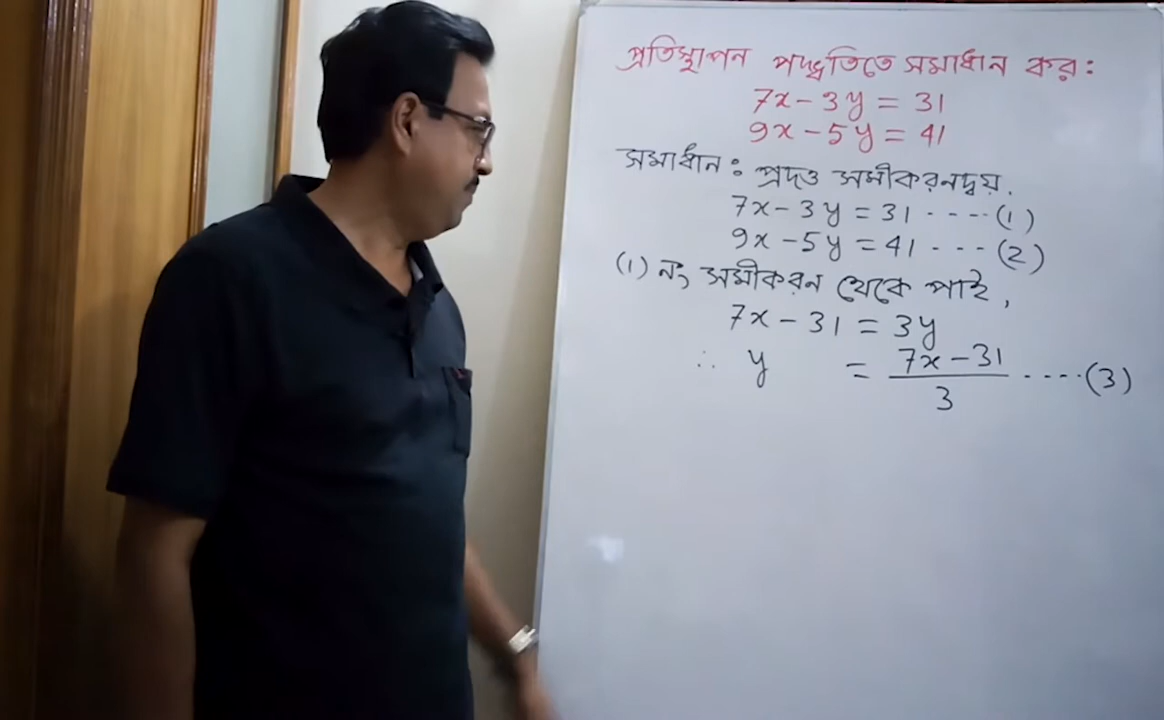 প্রতিস্থাপন পদ্ধতিতে সমাধান কর:
7x - 3y = 31
9x - 5y = 41
সমাধান : প্রদত্ত সমীকরনদ্বয়.
7x - 3y = 31 ---- (1)
9x - 5y = 41 --- (2)
(1) নং সমীকরন থেকে পাই,
7x - 31 = 3y
∴ y = (7x - 31)/3 ---- (3)